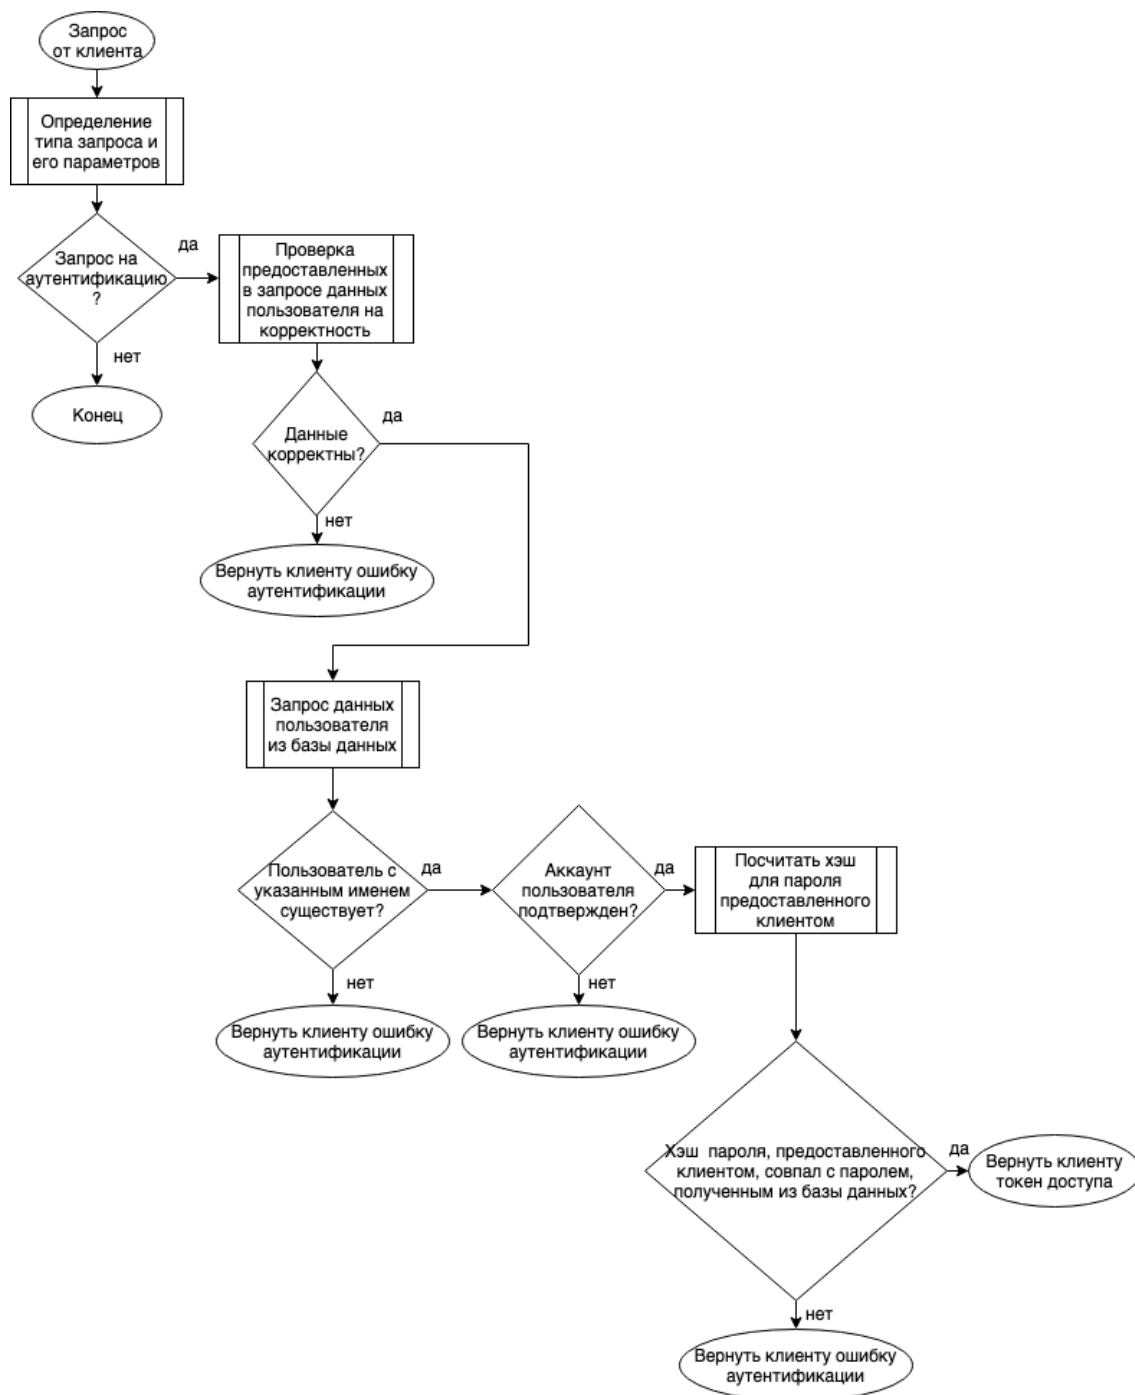 Запрос
от клиента
Определение
типа запроса и
его параметров
Запрос на
аутентификацию
?
да
нет
Конец
Проверка
предоставленных
в запросе данных
пользователя на
корректность
Данные
корректны?
да
нет
Вернуть клиенту ошибку
аутентификации
Запрос данных
пользователя
из базы данных
Пользователь с
указанным именем
существует?
да
нет
Вернуть клиенту ошибку
аутентификации
Аккаунт
пользователя
подтвержден?
да
нет
Вернуть клиенту ошибку
аутентификации
Посчитать хэш
для пароля
предоставленного
клиентом
Хэш пароля, предоставленного
клиентом, совпал с паролем,
полученным из базы данных?
да
Вернуть клиенту
токен доступа
нет
Вернуть клиенту ошибку
аутентификации